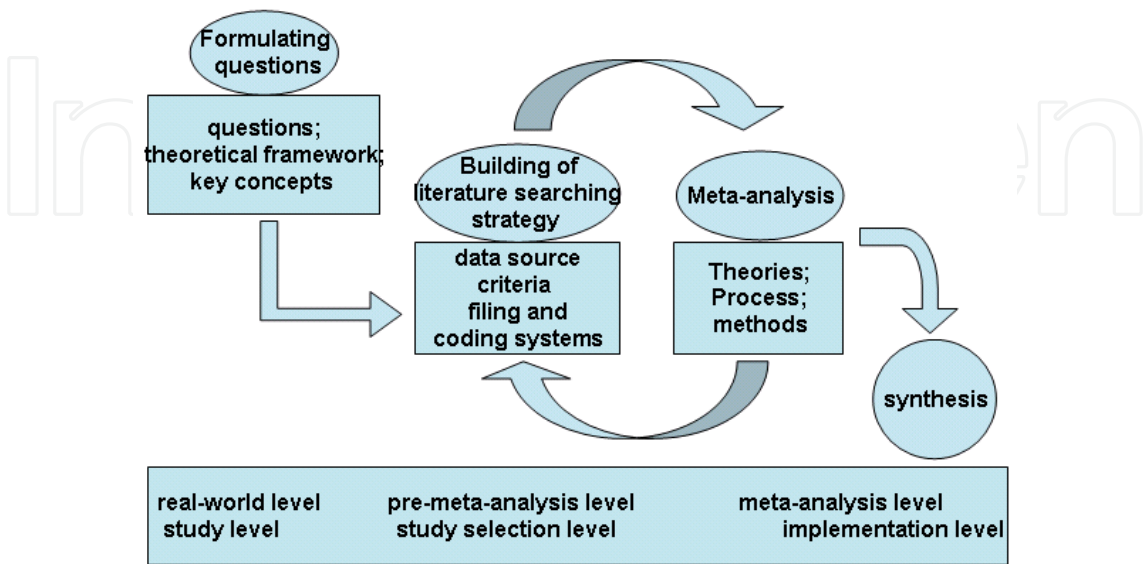 Formulating
questions
questions;
theoretical framework;
key concepts
Building of
literature searching
strategy
data source
criteria
filing and
coding systems
Meta-analysis
Theories;
Process;
methods
synthesis
real-world level
study level
pre-meta-analysis level
study selection level
meta-analysis level
implementation level